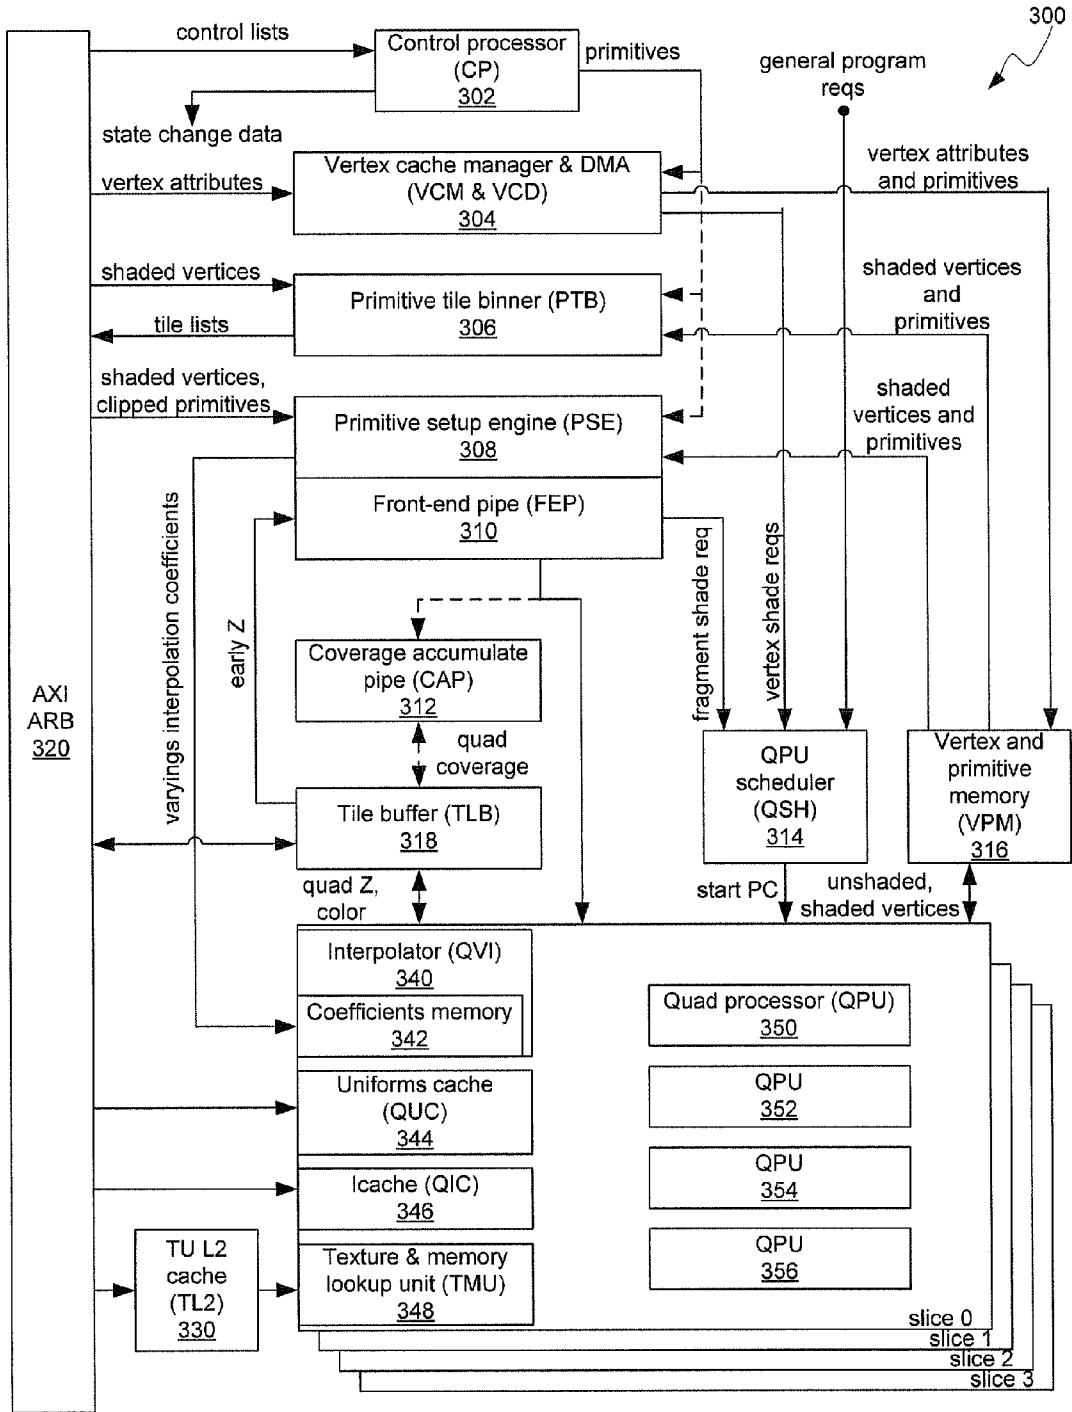 300
control lists
Control processor
(CP)
302
primitives
general program
reqs
state change data
Vertex cache manager & DMA
(VCM & VCD)
304
vertex attributes
vertex attributes
and primitives
shaded vertices
Primitive tile binner (PTB)
306
tile lists
shaded vertices
and
primitives
shaded vertices,
clipped primitives
Primitive setup engine (PSE)
308
shaded
vertices and
primitives
Front-end pipe (FEP)
310
varyings interpolation coefficients
early Z
fragment shade req
vertex shade reqs
Coverage accumulate
pipe (CAP)
312
quad
coverage
AXI
ARB
320
Tile buffer (TLB)
318
QPU
scheduler
(QSH)
314
Vertex and
primitive
memory
(VPM)
316
quad Z,
color
start PC
unshaded,
shaded vertices
Interpolator (QVI)
340
Coefficients memory
342
Quad processor (QPU)
350
Uniforms cache
(QUC)
344
QPU
352
Icache (QIC)
346
QPU
354
TU L2
cache
(TL2)
330
Texture & memory
lookup unit (TMU)
348
QPU
356
slice 0
slice 1
slice 2
slice 3